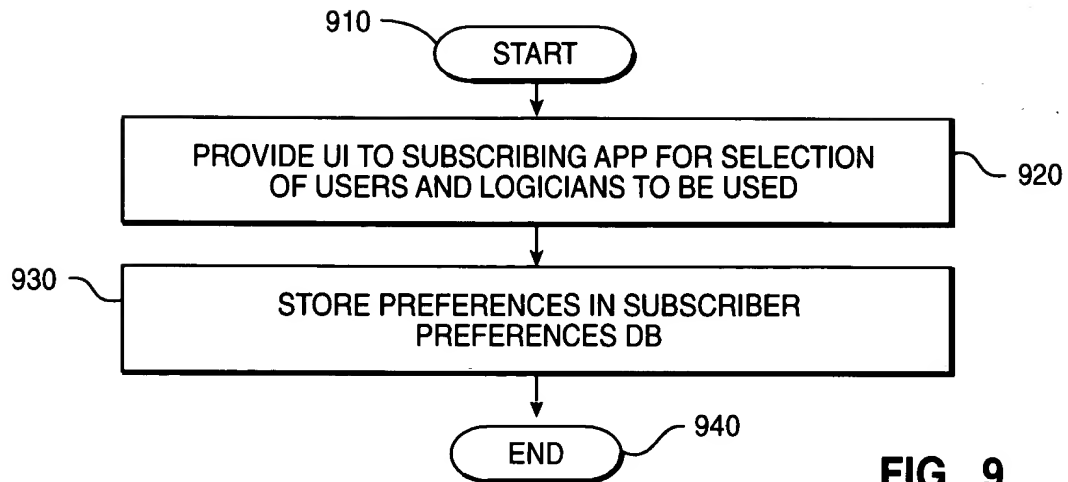 910
START
PROVIDE UI TO SUBSCRIBING APP FOR SELECTION
OF USERS AND LOGICIANS TO BE USED
920
930
STORE PREFERENCES IN SUBSCRIBER
PREFERENCES DB
END
940
FIG. 9